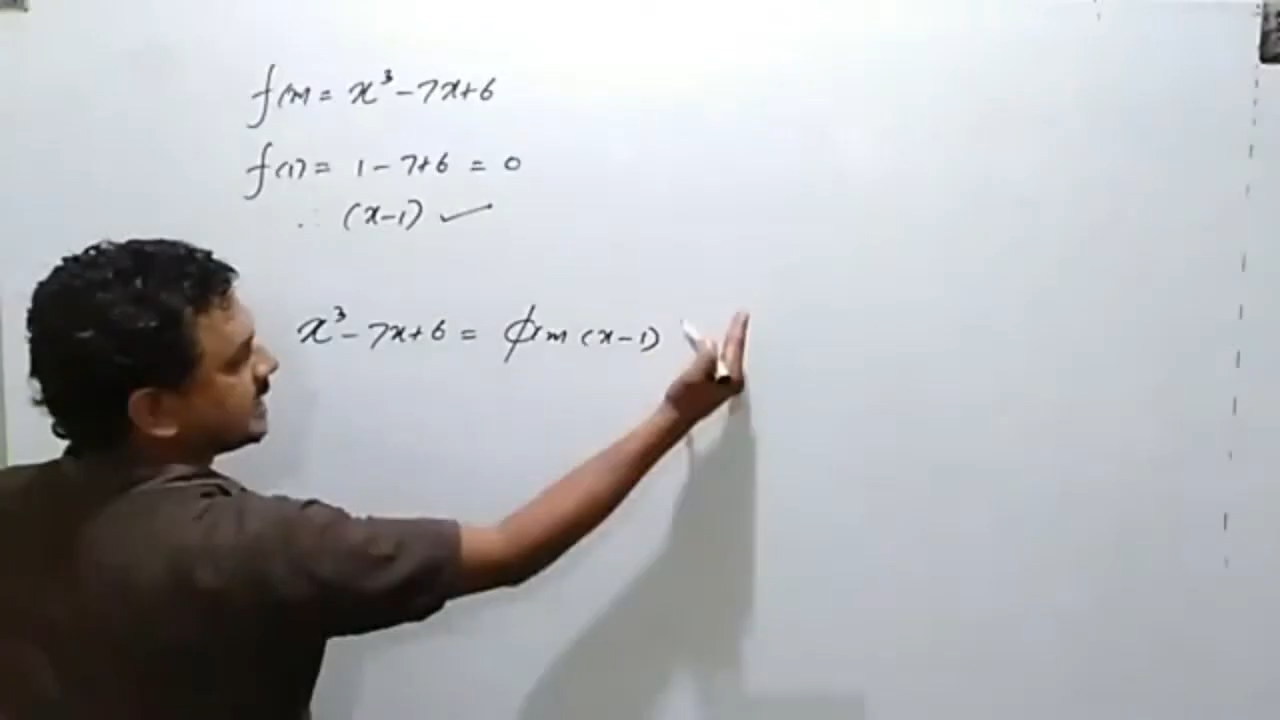 f(x) = x³ - 7x + 6
f(1) = 1 - 7 + 6 = 0
∴ (x-1) ✓
x³ - 7x + 6 = ϕ(x) (x-1)